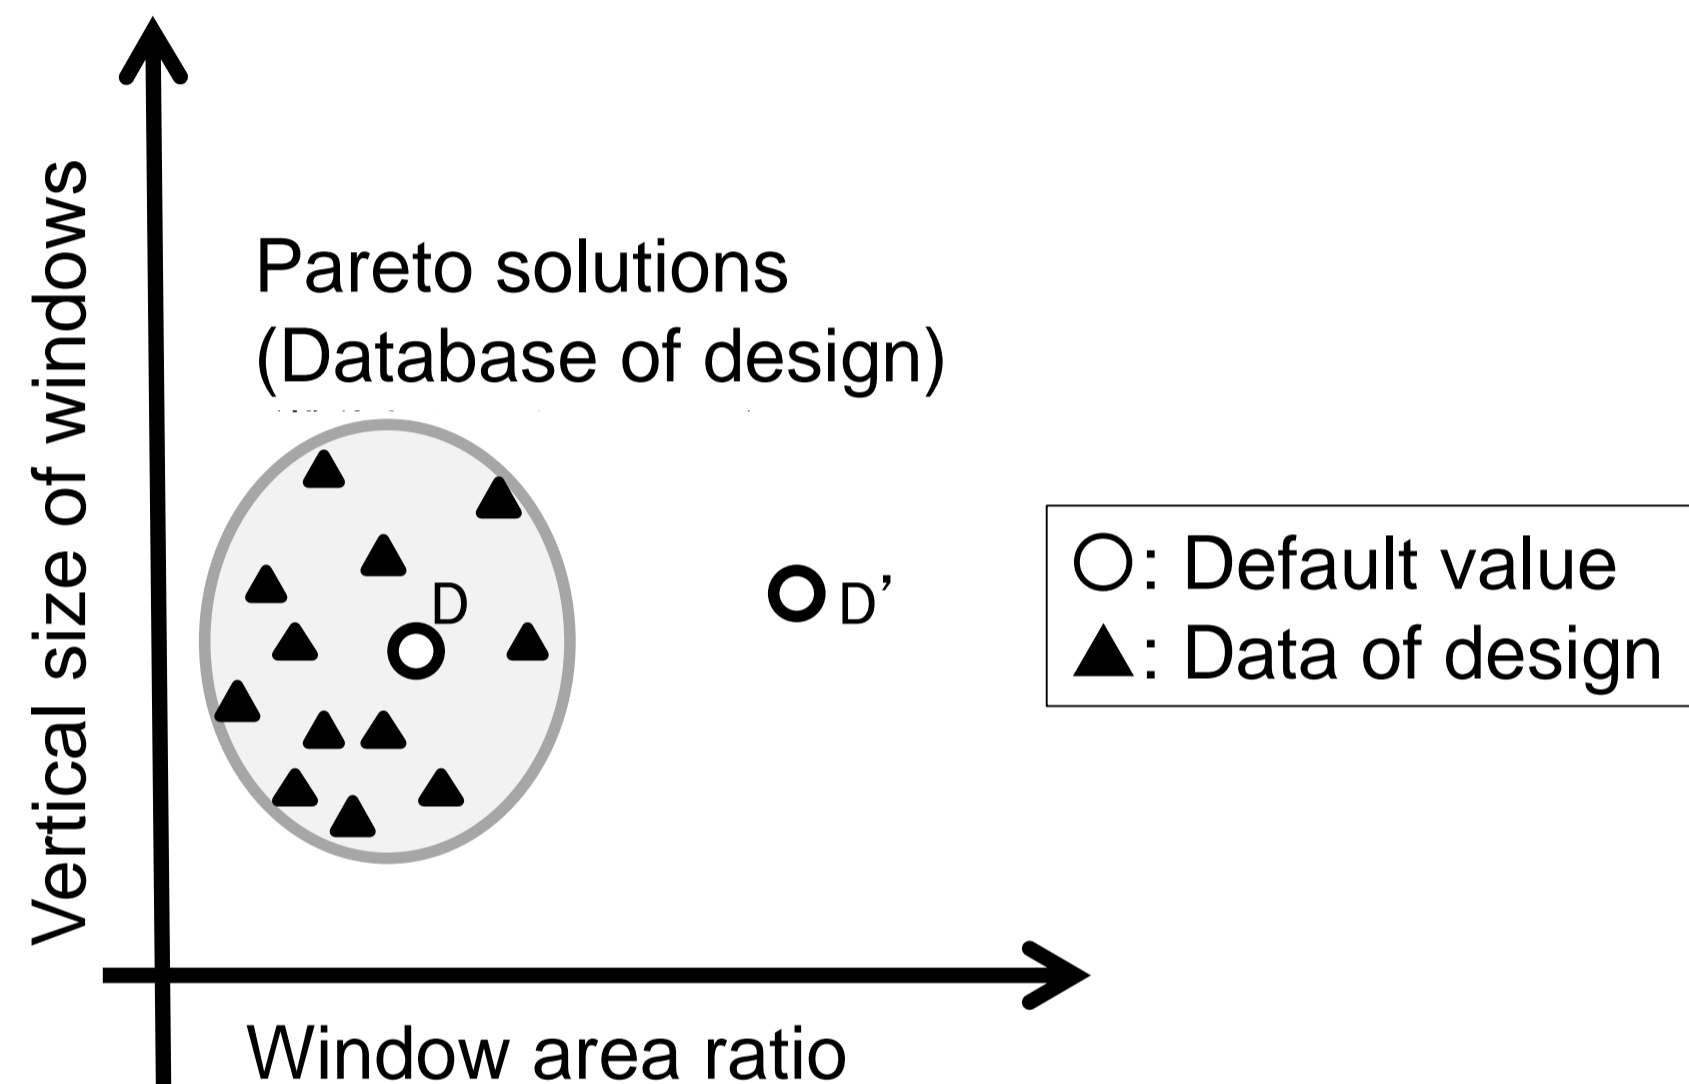 Vertical size of windows
Pareto solutions
(Database of design)
D
D’
○: Default value
▲: Data of design
Window area ratio